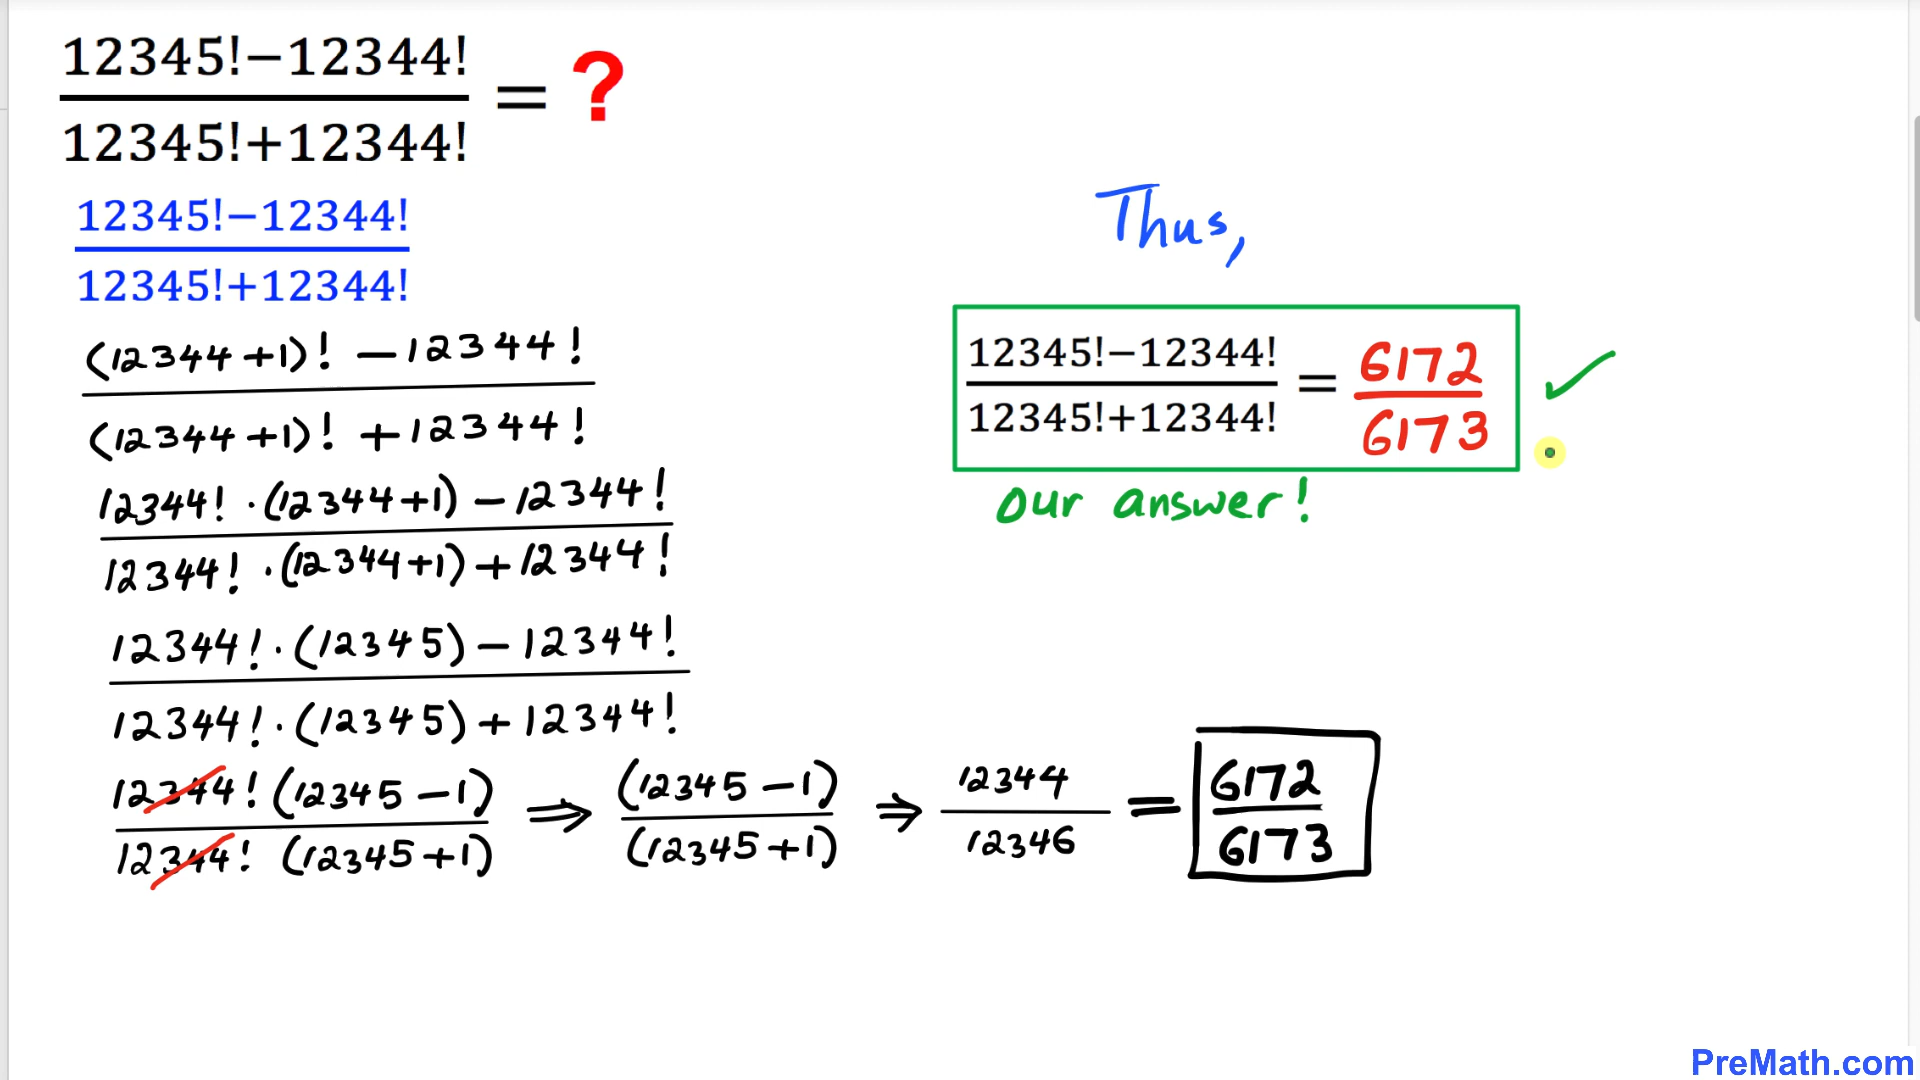 12345!−12344!
12345!+12344!
= ?
12345!−12344!
12345!+12344!
(12344+1)! − 12344!
(12344+1)! + 12344!
12344! · (12344+1) − 12344!
12344! · (12344+1) + 12344!
12344! · (12345) − 12344!
12344! · (12345) + 12344!
12344! (12345 − 1)
12344! (12345 + 1)
⇒
(12345 − 1)
(12345 + 1)
⇒
12344
12346
=
6172
6173
Thus,
12345!−12344!
12345!+12344!
=
6172
6173
our answer!
PreMath.com